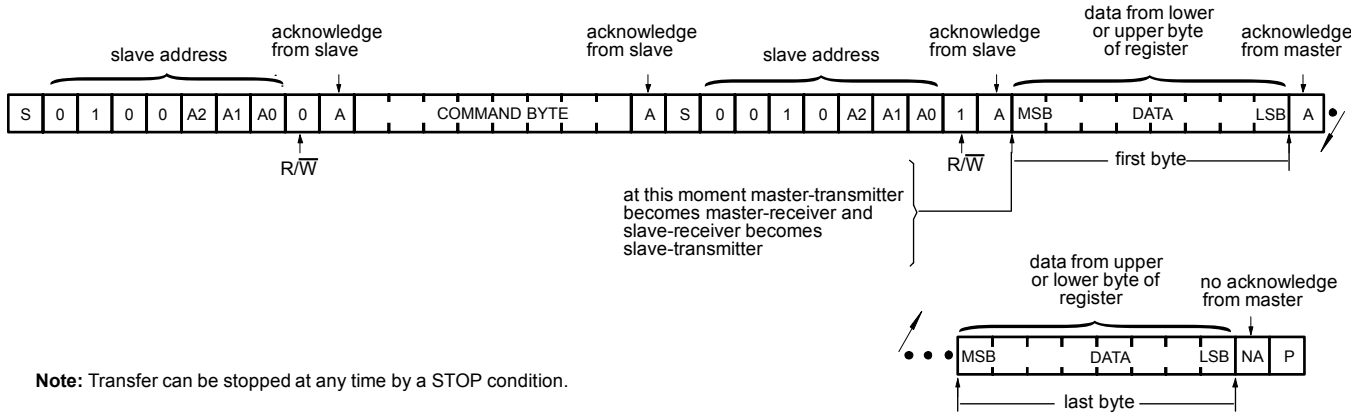 slave address
acknowledge
from slave
acknowledge
from slave
slave address
acknowledge
from slave
data from lower
or upper byte
of register
acknowledge
from master
S 0 1 0 0 A2 A1 A0 0 A COMMAND BYTE A S 0 0 1 0 A2 A1 A0 1 A MSB DATA LSB A
R/W̅
R/W̅
first byte
at this moment master-transmitter
becomes master-receiver and
slave-receiver becomes
slave-transmitter
data from upper
or lower byte of
register
no acknowledge
from master
MSB DATA LSB NA P
last byte
Note: Transfer can be stopped at any time by a STOP condition.